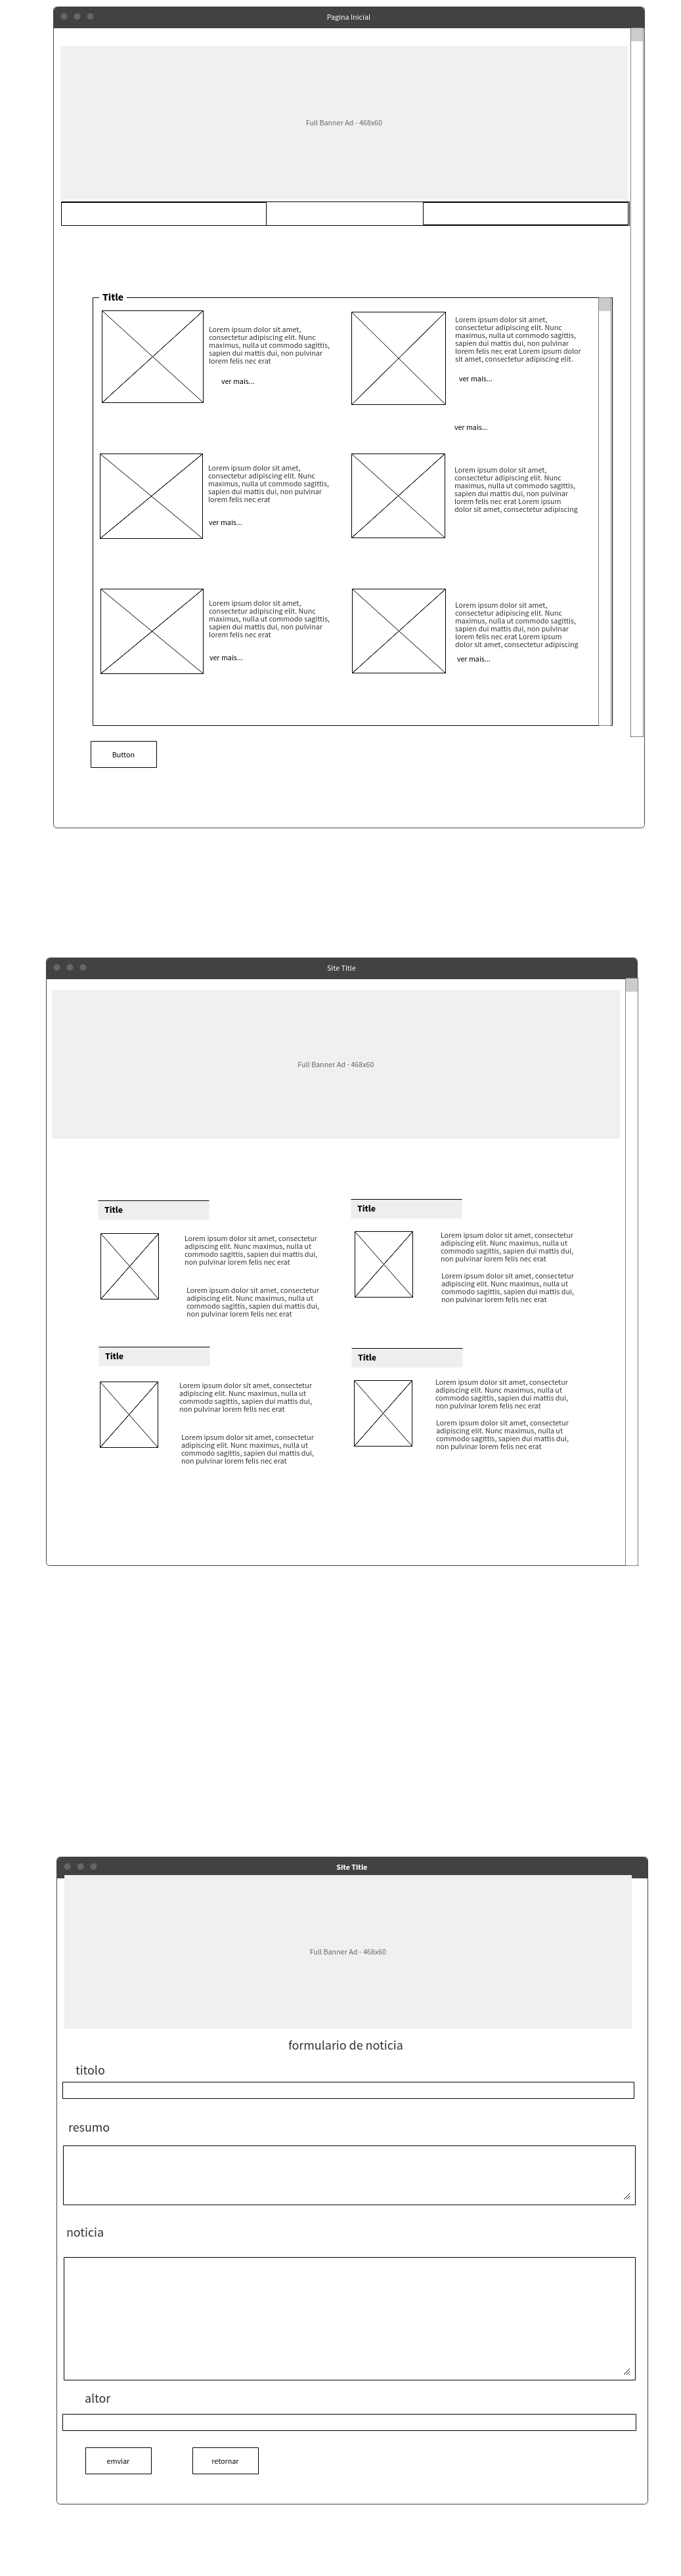 Pagina Inicial
Full Banner Ad - 468x60
Title
Lorem ipsum dolor sit amet,
consectetur adipiscing elit. Nunc
maximus, nulla ut commodo sagittis,
sapien dui mattis dui, non pulvinar
lorem felis nec erat
ver mais...
Lorem ipsum dolor sit amet,
consectetur adipiscing elit. Nunc
maximus, nulla ut commodo sagittis,
sapien dui mattis dui, non pulvinar
lorem felis nec erat Lorem ipsum dolor
sit amet, consectetur adipiscing elit.
ver mais...
ver mais...
Lorem ipsum dolor sit amet,
consectetur adipiscing elit. Nunc
maximus, nulla ut commodo sagittis,
sapien dui mattis dui, non pulvinar
lorem felis nec erat
ver mais...
Lorem ipsum dolor sit amet,
consectetur adipiscing elit. Nunc
maximus, nulla ut commodo sagittis,
sapien dui mattis dui, non pulvinar
lorem felis nec erat Lorem ipsum
dolor sit amet, consectetur adipiscing
Lorem ipsum dolor sit amet,
consectetur adipiscing elit. Nunc
maximus, nulla ut commodo sagittis,
sapien dui mattis dui, non pulvinar
lorem felis nec erat
ver mais...
Lorem ipsum dolor sit amet,
consectetur adipiscing elit. Nunc
maximus, nulla ut commodo sagittis,
sapien dui mattis dui, non pulvinar
lorem felis nec erat Lorem ipsum
dolor sit amet, consectetur adipiscing
ver mais...
Button
Site Title
Full Banner Ad - 468x60
Title
Lorem ipsum dolor sit amet, consectetur
adipiscing elit. Nunc maximus, nulla ut
commodo sagittis, sapien dui mattis dui,
non pulvinar lorem felis nec erat
Lorem ipsum dolor sit amet, consectetur
adipiscing elit. Nunc maximus, nulla ut
commodo sagittis, sapien dui mattis dui,
non pulvinar lorem felis nec erat
Title
Lorem ipsum dolor sit amet, consectetur
adipiscing elit. Nunc maximus, nulla ut
commodo sagittis, sapien dui mattis dui,
non pulvinar lorem felis nec erat
Lorem ipsum dolor sit amet, consectetur
adipiscing elit. Nunc maximus, nulla ut
commodo sagittis, sapien dui mattis dui,
non pulvinar lorem felis nec erat
Title
Lorem ipsum dolor sit amet, consectetur
adipiscing elit. Nunc maximus, nulla ut
commodo sagittis, sapien dui mattis dui,
non pulvinar lorem felis nec erat
Lorem ipsum dolor sit amet, consectetur
adipiscing elit. Nunc maximus, nulla ut
commodo sagittis, sapien dui mattis dui,
non pulvinar lorem felis nec erat
Title
Lorem ipsum dolor sit amet, consectetur
adipiscing elit. Nunc maximus, nulla ut
commodo sagittis, sapien dui mattis dui,
non pulvinar lorem felis nec erat
Lorem ipsum dolor sit amet, consectetur
adipiscing elit. Nunc maximus, nulla ut
commodo sagittis, sapien dui mattis dui,
non pulvinar lorem felis nec erat
Site Title
Full Banner Ad - 468x60
formulario de noticia
titolo
resumo
noticia
altor
emviar
retornar